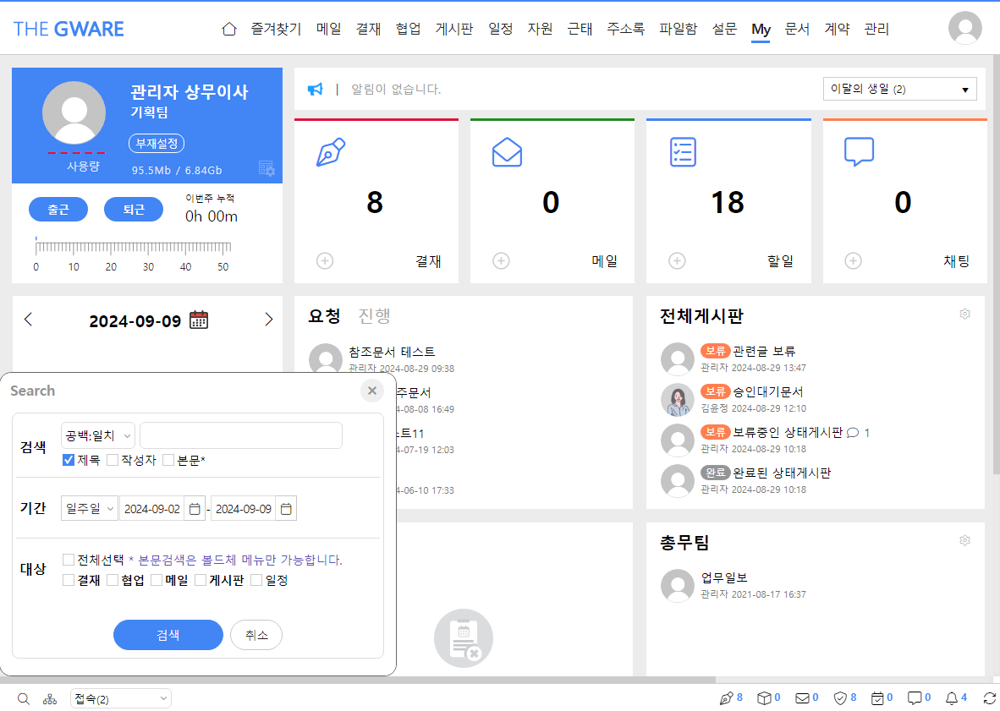 THE GWARE
즐겨찾기 메일 결재 협업 게시판 일정 자원 근태 주소록 파일함 설문 My 문서 계약 관리
관리자 상무이사
기획팀
부재설정
사용량
95.5Mb / 6.84Gb
출근 퇴근
이번주 누적
0h 00m
0 10 20 30 40 50
| 알림이 없습니다.
이달의 생일 (2)
8
결재
0
메일
18
할일
0
채팅
2024-09-09
요청 진행
참조문서 테스트
관리자 2024-08-29 09:38
주문서
4-08-08 16:49
스트11
4-07-19 12:03
4-06-10 17:33
전체게시판
보류 관련글 보류
관리자 2024-08-29 13:47
보류 승인대기문서
김윤정 2024-08-29 12:10
보류 보류중인 상태게시판 1
관리자 2024-08-29 10:18
완료 완료된 상태게시판
관리자 2024-08-29 10:18
총무팀
업무일보
관리자 2021-08-17 16:37
Search
검색
공백:일치
제목 작성자 본문*
기간
일주일 2024-09-02 - 2024-09-09
대상
전체선택 * 본문검색은 볼드체 메뉴만 가능합니다.
결재 협업 메일 게시판 일정
검색 취소
접속(2)
8 0 0 8 0 0 4